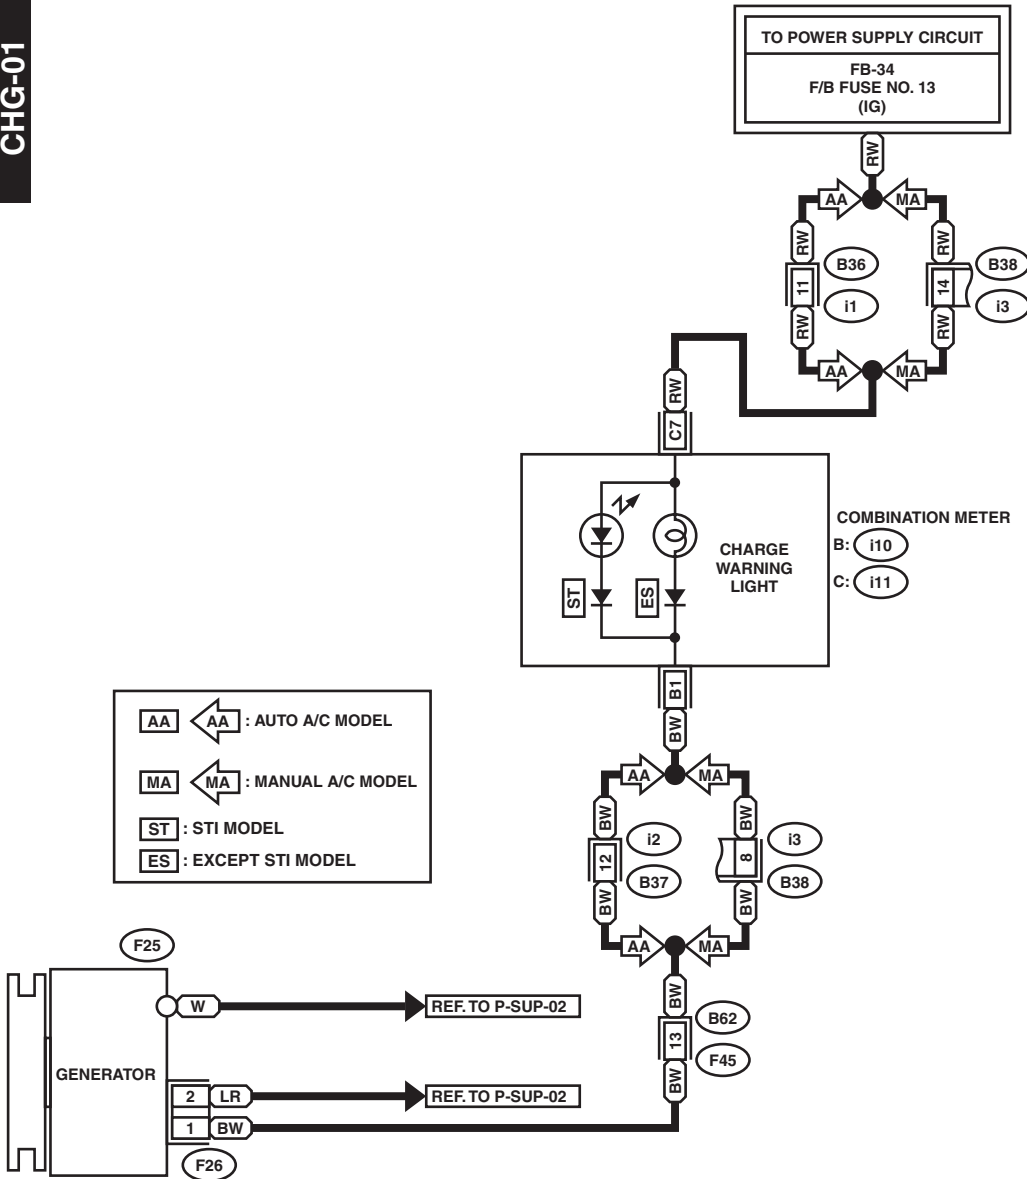 CHG-01
TO POWER SUPPLY CIRCUIT
FB-34
F/B FUSE NO. 13
(IG)
RW
AA MA
RW RW
11 B36 14 B38
i1 i3
RW RW
AA MA
RW
C7
CHARGE
WARNING
LIGHT
ST ES
COMBINATION METER
B: i10
C: i11
B1
BW
AA MA
BW BW
12 i2 8 i3
B37 B38
BW BW
AA MA
BW
13 B62
F45
BW
AA AA : AUTO A/C MODEL
MA MA : MANUAL A/C MODEL
ST : STI MODEL
ES : EXCEPT STI MODEL
F25
W REF. TO P-SUP-02
GENERATOR
2 LR REF. TO P-SUP-02
1 BW
F26